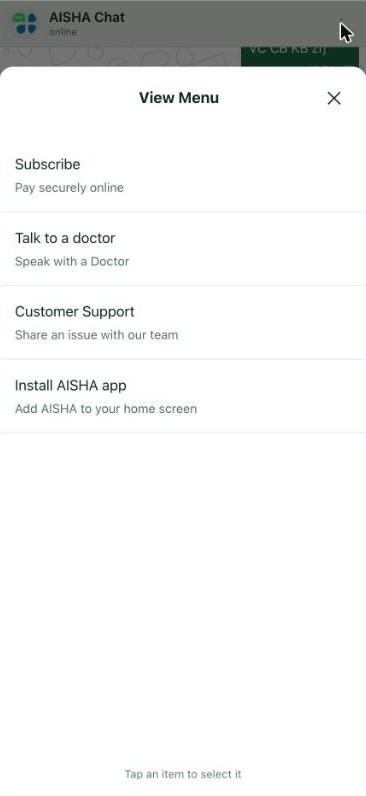 AISHA Chat
online
View Menu
Subscribe
Pay securely online
Talk to a doctor
Speak with a Doctor
Customer Support
Share an issue with our team
Install AISHA app
Add AISHA to your home screen
Tap an item to select it